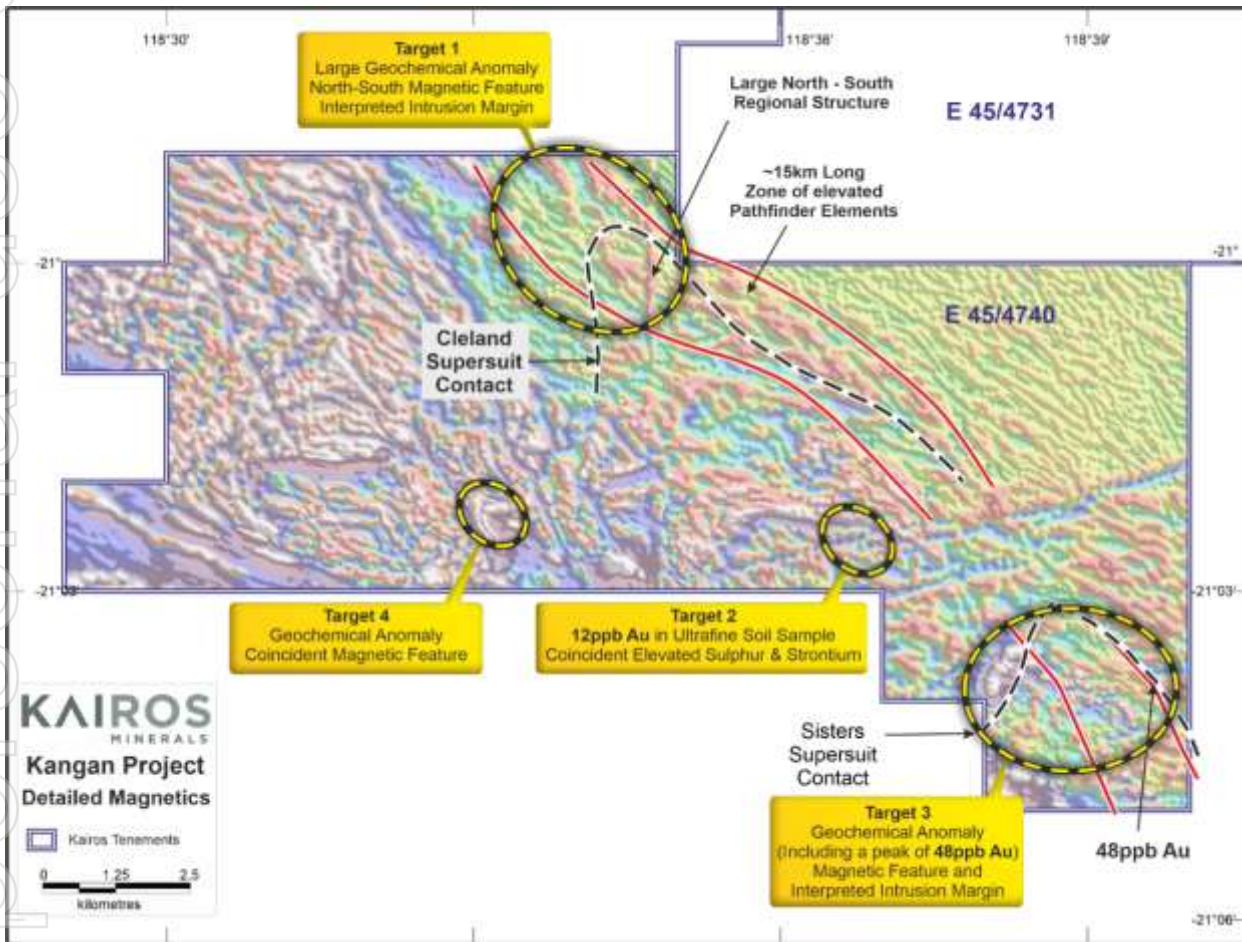 118°30'
118°36'
118°39'
Target 1
Large Geochemical Anomaly
North-South Magnetic Feature
Interpreted Intrusion Margin
Large North - South
Regional Structure
E 45/4731
~15km Long
Zone of elevated
Pathfinder Elements
-21°
-21°
E 45/4740
Cleland
Supersuit
Contact
-21°03'
-21°03'
Target 4
Geochemical Anomaly
Coincident Magnetic Feature
Target 2
12ppb Au in Ultrafine Soil Sample
Coincident Elevated Sulphur & Strontium
Sisters
Supersuit
Contact
Target 3
Geochemical Anomaly
(Including a peak of 48ppb Au)
Magnetic Feature and
Interpreted Intrusion Margin
48ppb Au
-21°06'
KAIROS
MINERALS
Kangan Project
Detailed Magnetics
Kairos Tenements
0 1.25 2.5
kilometres